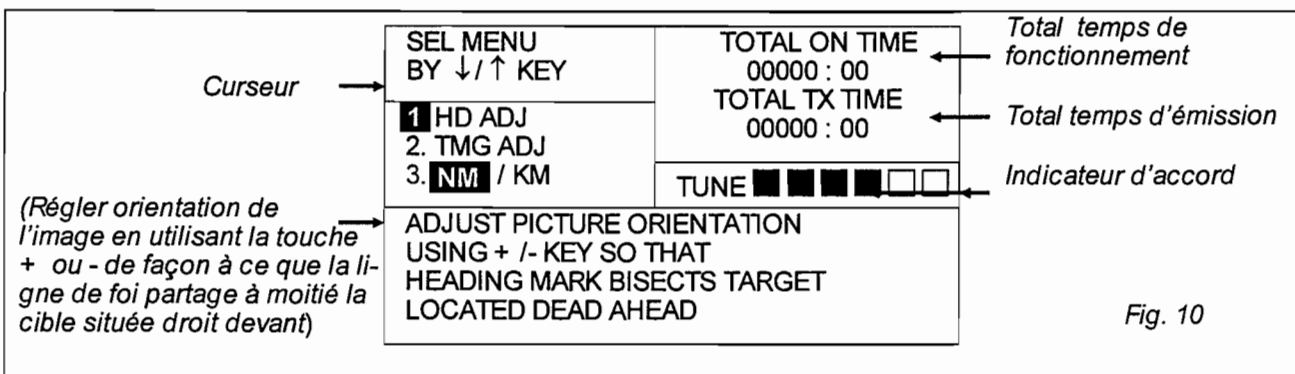 SEL MENU
BY ↓/↑ KEY
Curseur
1 HD ADJ
2. TMG ADJ
3. NM / KM
TOTAL ON TIME
00000 : 00
TOTAL TX TIME
00000 : 00
TUNE
Total temps de
fonctionnement
Total temps d'émission
Indicateur d'accord
(Régler orientation de
l'image en utilisant la touche
+ ou - de façon à ce que la li-
gne de foi partage à moitié la
cible située droit devant)
ADJUST PICTURE ORIENTATION
USING + /- KEY SO THAT
HEADING MARK BISECTS TARGET
LOCATED DEAD AHEAD
Fig. 10